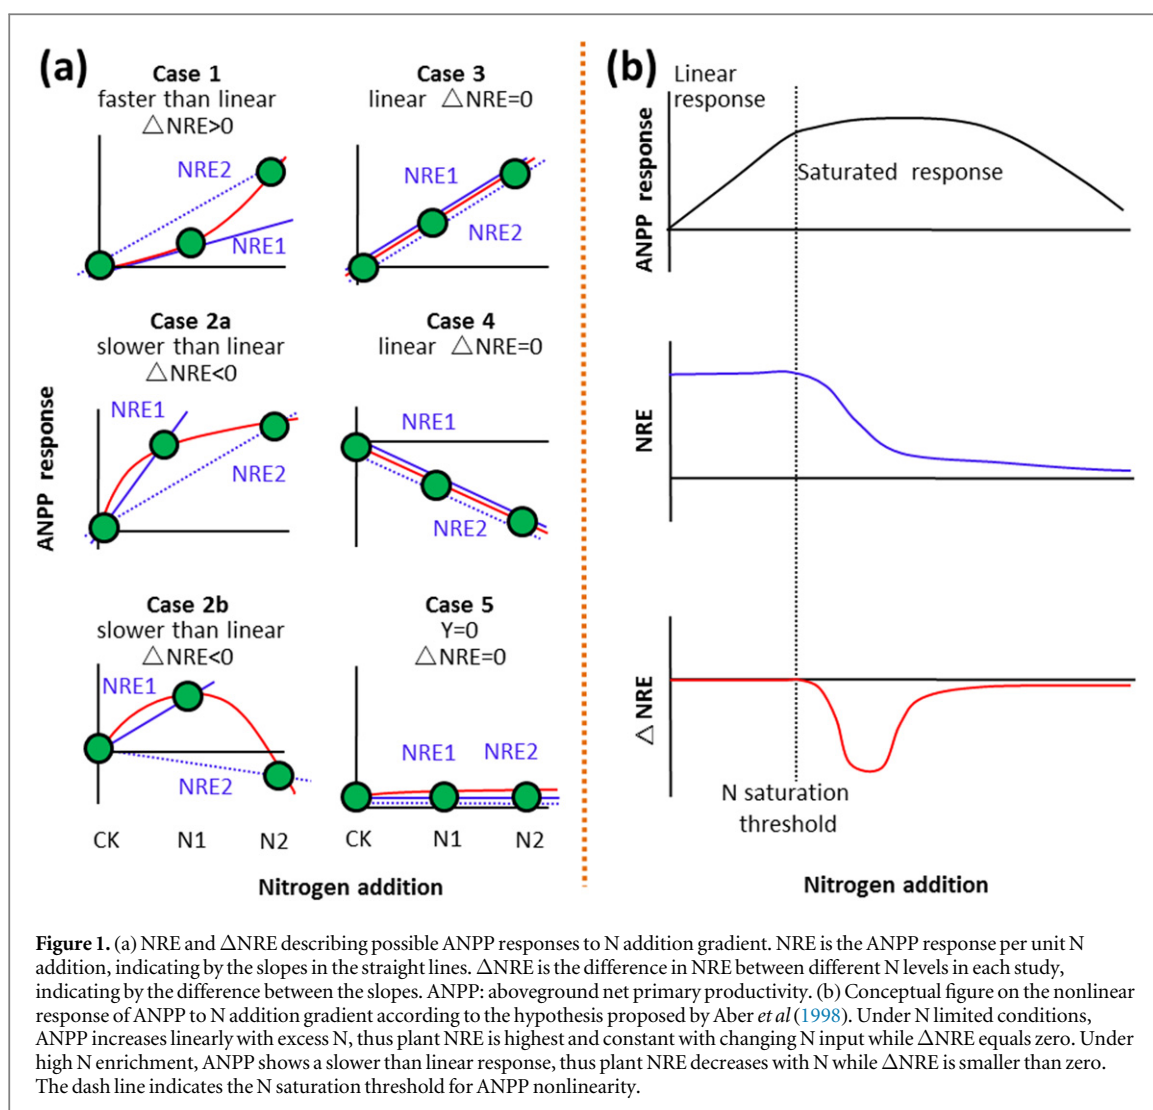 (a)
Case 1
faster than linear
△NRE>0
NRE2
NRE1
Case 3
linear △NRE=0
NRE1
NRE2
Case 2a
slower than linear
△NRE<0
NRE1
NRE2
Case 4
linear △NRE=0
NRE1
NRE2
ANPP response
Case 2b
slower than linear
△NRE<0
NRE1
NRE2
CK N1 N2
Case 5
Y=0
△NRE=0
NRE1 NRE2
CK N1 N2
Nitrogen addition
(b)
Linear
response
Saturated response
ANPP response
NRE
△ NRE
N saturation
threshold
Nitrogen addition
Figure 1. (a) NRE and ΔNRE describing possible ANPP responses to N addition gradient. NRE is the ANPP response per unit N
addition, indicating by the slopes in the straight lines. ΔNRE is the difference in NRE between different N levels in each study,
indicating by the difference between the slopes. ANPP: aboveground net primary productivity. (b) Conceptual figure on the nonlinear
response of ANPP to N addition gradient according to the hypothesis proposed by Aber et al (1998). Under N limited conditions,
ANPP increases linearly with excess N, thus plant NRE is highest and constant with changing N input while ΔNRE equals zero. Under
high N enrichment, ANPP shows a slower than linear response, thus plant NRE decreases with N while ΔNRE is smaller than zero.
The dash line indicates the N saturation threshold for ANPP nonlinearity.